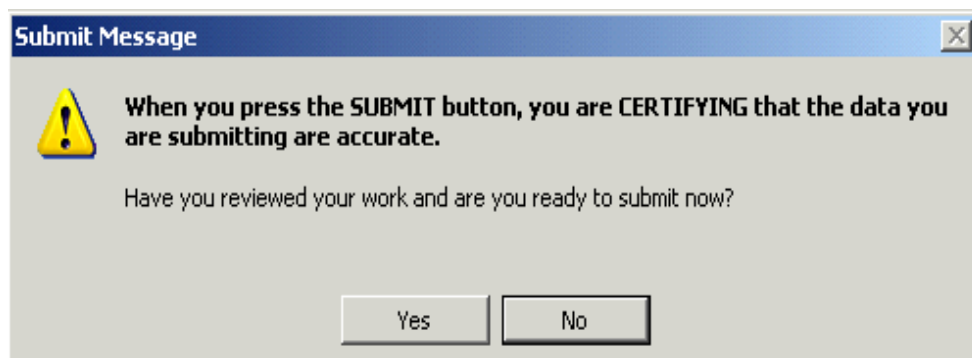 Submit Message
When you press the SUBMIT button, you are CERTIFYING that the data you
are submitting are accurate.
Have you reviewed your work and are you ready to submit now?
Yes
No